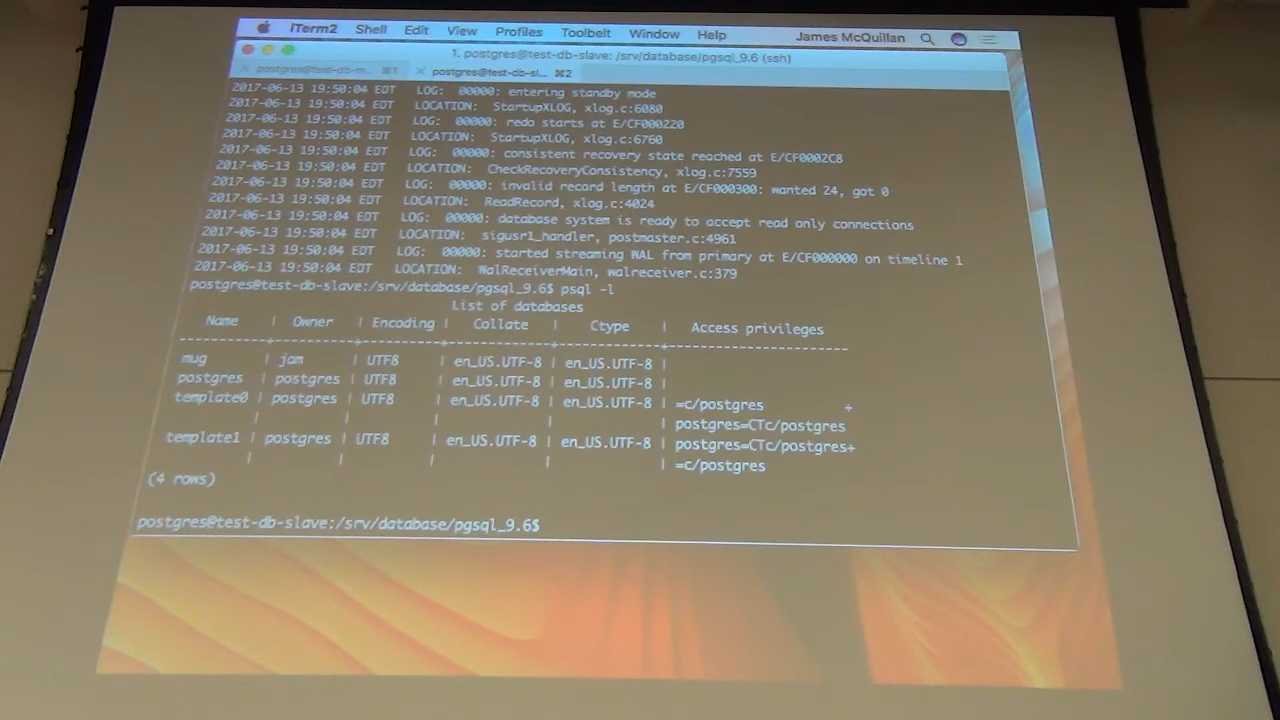 iTerm2 Shell Edit View Profiles Toolbelt Window Help James McQuillan
1. postgres@test-db-slave: /srv/database/pgsql_9.6 (ssh)
× postgres@test-db-m... ⌘1 × postgres@test-db-sl... ⌘2
2017-06-13 19:50:04 EDT LOG: 00000: entering standby mode
2017-06-13 19:50:04 EDT LOCATION: StartupXLOG, xlog.c:6080
2017-06-13 19:50:04 EDT LOG: 00000: redo starts at E/CF000220
2017-06-13 19:50:04 EDT LOCATION: StartupXLOG, xlog.c:6760
2017-06-13 19:50:04 EDT LOG: 00000: consistent recovery state reached at E/CF0002C8
2017-06-13 19:50:04 EDT LOCATION: CheckRecoveryConsistency, xlog.c:7559
2017-06-13 19:50:04 EDT LOG: 00000: invalid record length at E/CF000300: wanted 24, got 0
2017-06-13 19:50:04 EDT LOCATION: ReadRecord, xlog.c:4024
2017-06-13 19:50:04 EDT LOG: 00000: database system is ready to accept read only connections
2017-06-13 19:50:04 EDT LOCATION: sigusr1_handler, postmaster.c:4961
2017-06-13 19:50:04 EDT LOG: 00000: started streaming WAL from primary at E/CF000000 on timeline 1
2017-06-13 19:50:04 EDT LOCATION: WalReceiverMain, walreceiver.c:379
postgres@test-db-slave:/srv/database/pgsql_9.6$ psql -l
List of databases
Name | Owner | Encoding | Collate | Ctype | Access privileges
-----------+----------+----------+-------------+-------------+-----------------------
mug | jam | UTF8 | en_US.UTF-8 | en_US.UTF-8 |
postgres | postgres | UTF8 | en_US.UTF-8 | en_US.UTF-8 |
template0 | postgres | UTF8 | en_US.UTF-8 | en_US.UTF-8 | =c/postgres +
| | | | | postgres=CTc/postgres
template1 | postgres | UTF8 | en_US.UTF-8 | en_US.UTF-8 | postgres=CTc/postgres+
| | | | | =c/postgres
(4 rows)
postgres@test-db-slave:/srv/database/pgsql_9.6$